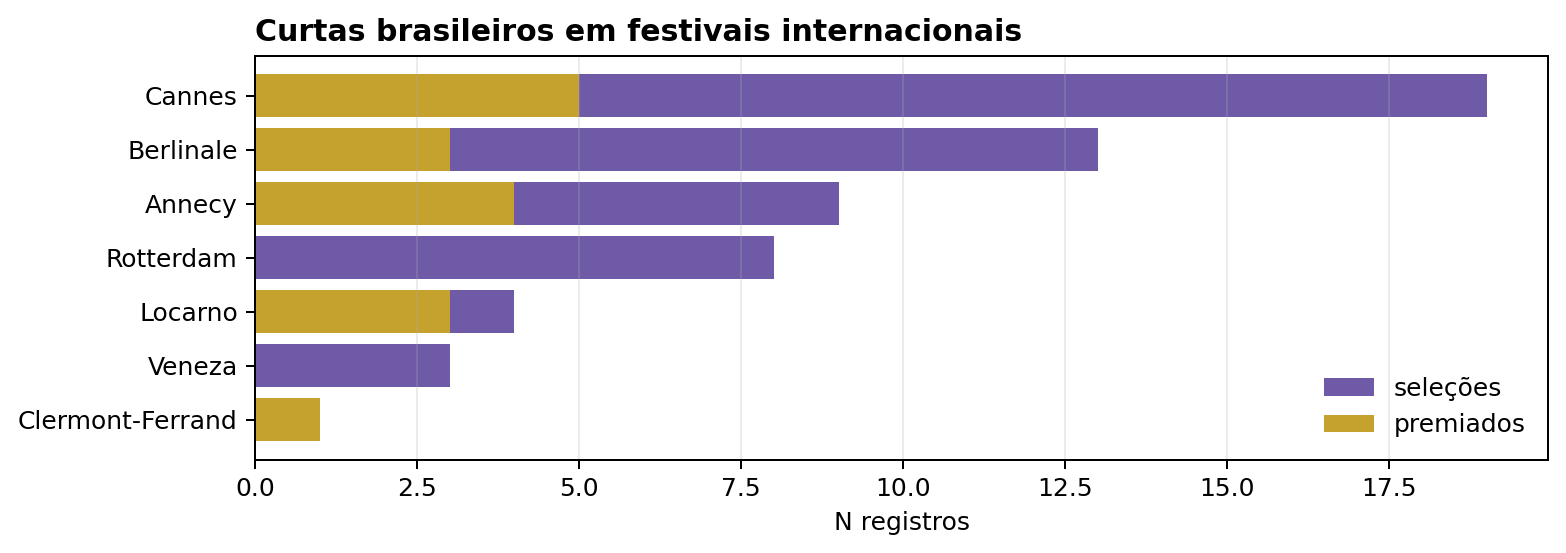 Curtas brasileiros em festivais internacionais
Cannes
Berlinale
Annecy
Rotterdam
Locarno
Veneza
Clermont-Ferrand
seleções
premiados
0.0 2.5 5.0 7.5 10.0 12.5 15.0 17.5
N registros